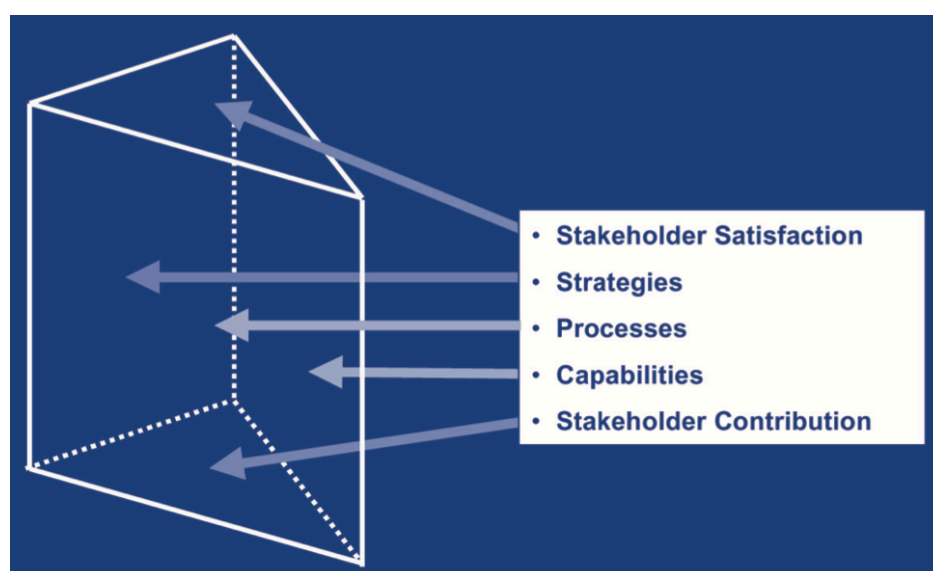 • Stakeholder Satisfaction
• Strategies
• Processes
• Capabilities
• Stakeholder Contribution